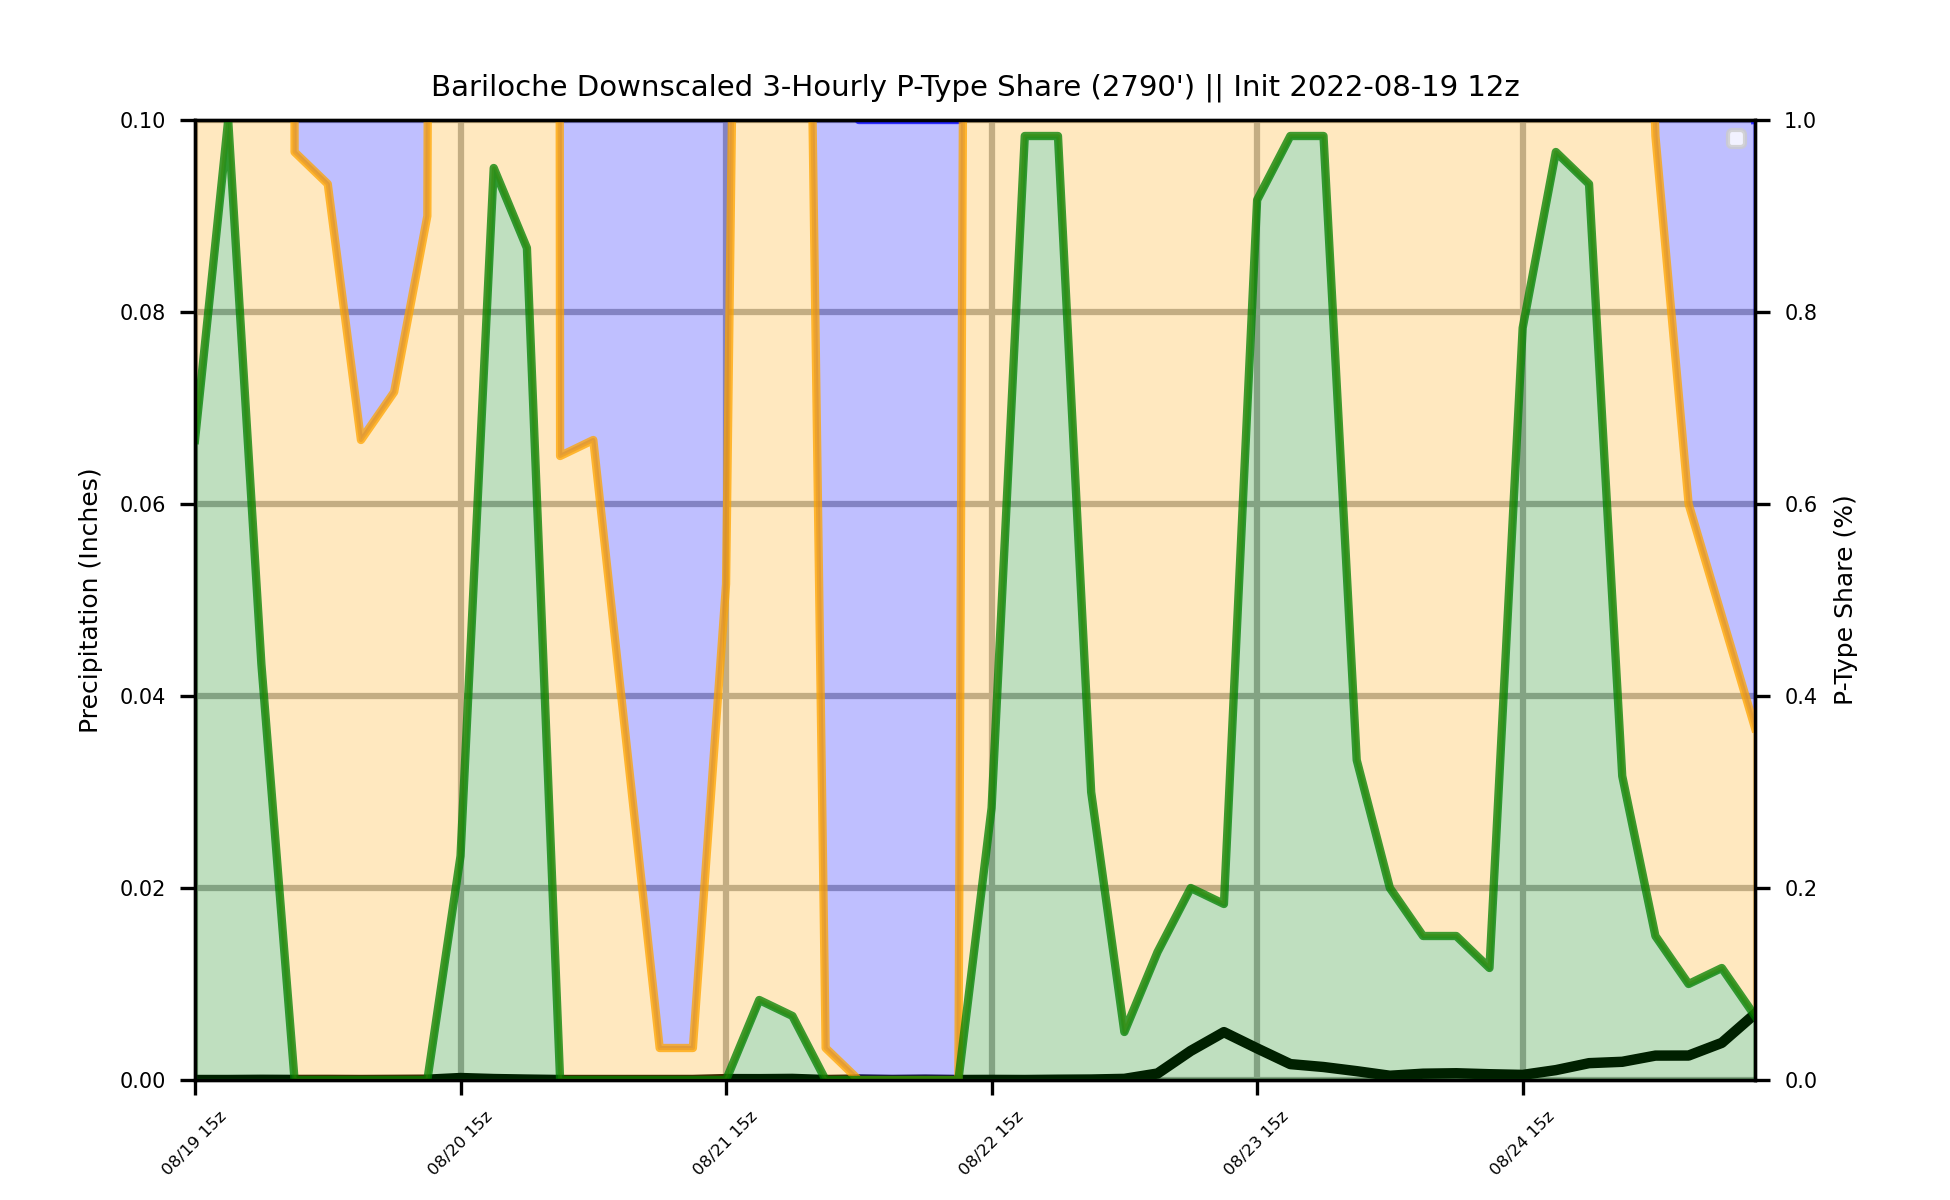 Bariloche Downscaled 3-Hourly P-Type Share (2790') || Init 2022-08-19 12z
0.10
0.08
0.06
0.04
0.02
0.00
Precipitation (Inches)
1.0
0.8
0.6
0.4
0.2
0.0
P-Type Share (%)
08/19 15z
08/20 15z
08/21 15z
08/22 15z
08/23 15z
08/24 15z